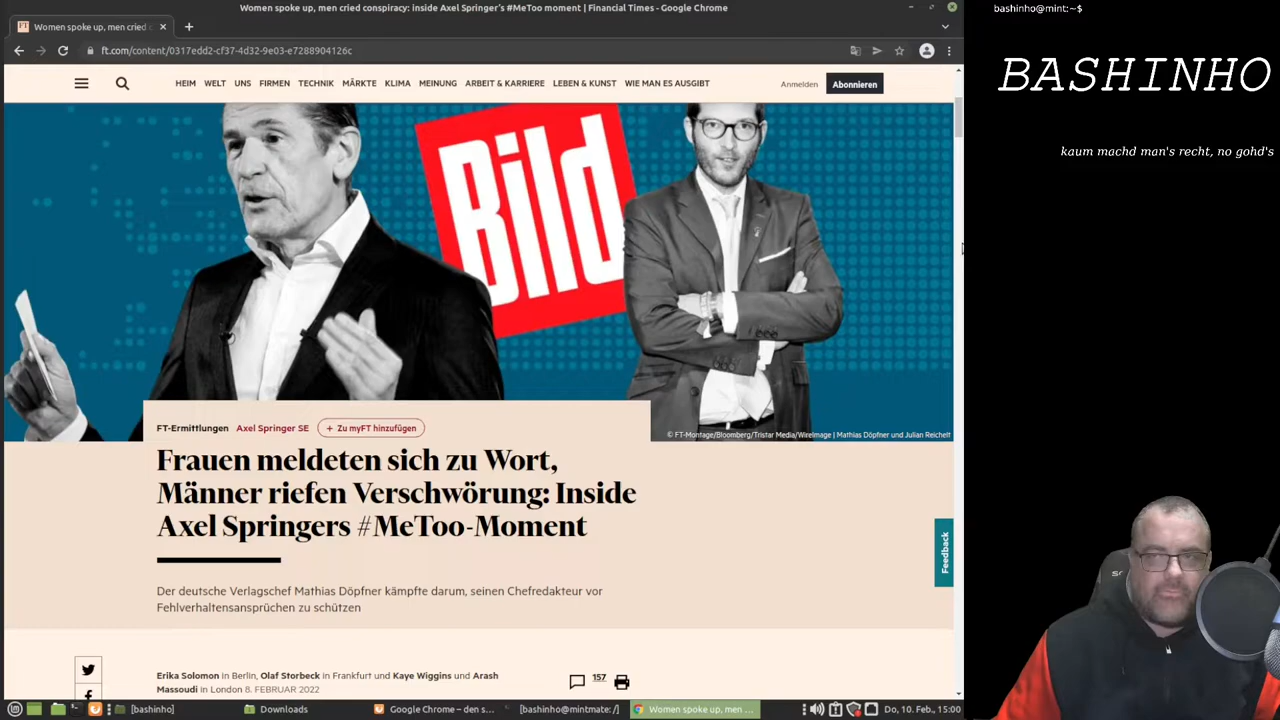 Women spoke up, men cried conspiracy: inside Axel Springer's #MeToo moment | Financial Times - Google Chrome
bashinho@mint:~$
FT
Women spoke up, men cried c
ft.com/content/0317edd2-cf37-4d32-9e03-e7288904126c
BASHINHO
HEIM WELT UNS FIRMEN TECHNIK MÄRKTE KLIMA MEINUNG ARBEIT & KARRIERE LEBEN & KUNST WIE MAN ES AUSGIBT
Anmelden Abonnieren
kaum machd man's recht, no gohd's
Bild
FT-Ermittlungen Axel Springer SE + Zu myFT hinzufügen
© FT-Montage/Bloomberg/Tristar Media/WireImage | Mathias Döpfner und Julian Reichelt
Frauen meldeten sich zu Wort,
Männer riefen Verschwörung: Inside
Axel Springers #MeToo-Moment
Feedback
Der deutsche Verlagschef Mathias Döpfner kämpfte darum, seinen Chefredakteur vor
Fehlverhaltensansprüchen zu schützen
Erika Solomon in Berlin, Olaf Storbeck in Frankfurt und Kaye Wiggins und Arash
Massoudi in London 8. FEBRUAR 2022
157
[bashinho] Downloads Google Chrome – den s... [bashinho@mintmate: /] Women spoke up, men ... Do, 10. Feb., 15:00